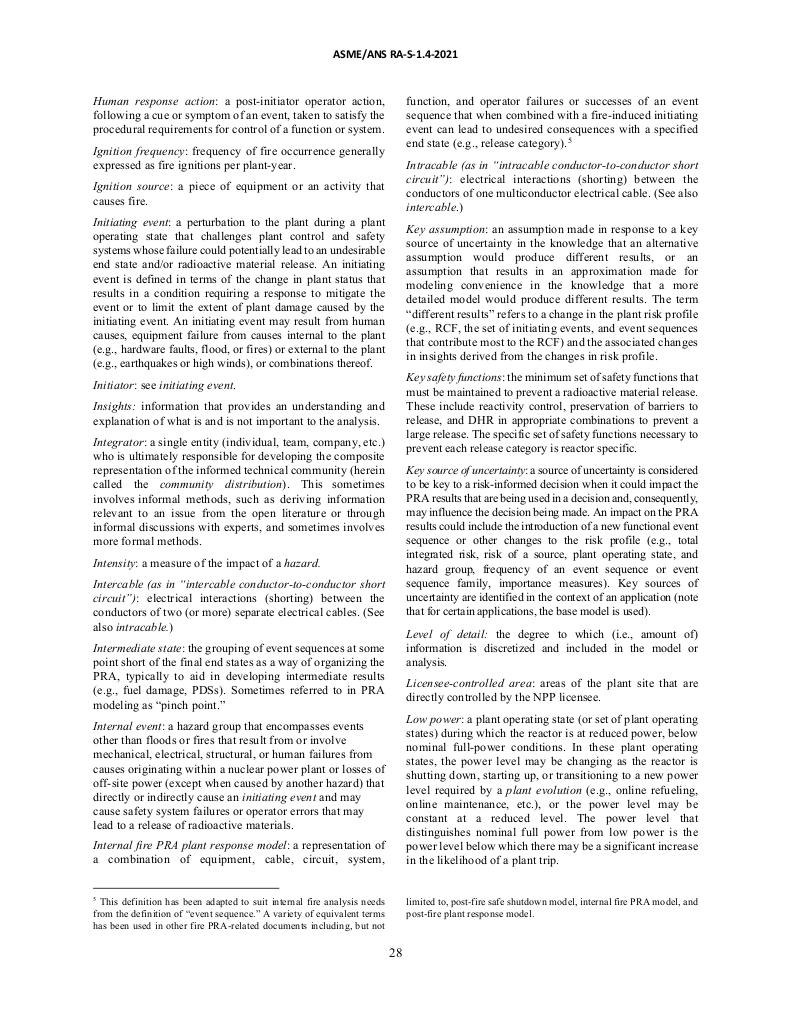 ASME/ANS RA-S-1.4-2021
Human response action: a post-initiator operator action,
following a cue or symptom of an event, taken to satisfy the
procedural requirements for control of a function or system.
Ignition frequency: frequency of fire occurrence generally
expressed as fire ignitions per plant-year.
Ignition source: a piece of equipment or an activity that
causes fire.
Initiating event: a perturbation to the plant during a plant
operating state that challenges plant control and safety
systems whose failure could potentially lead to an undesirable
end state and/or radioactive material release. An initiating
event is defined in terms of the change in plant status that
results in a condition requiring a response to mitigate the
event or to limit the extent of plant damage caused by the
initiating event. An initiating event may result from human
causes, equipment failure from causes internal to the plant
(e.g., hardware faults, flood, or fires) or external to the plant
(e.g., earthquakes or high winds), or combinations thereof.
Initiator: see initiating event.
Insights: information that provides an understanding and
explanation of what is and is not important to the analysis.
Integrator: a single entity (individual, team, company, etc.)
who is ultimately responsible for developing the composite
representation of the informed technical community (herein
called the community distribution). This sometimes
involves informal methods, such as deriving information
relevant to an issue from the open literature or through
informal discussions with experts, and sometimes involves
more formal methods.
Intensity: a measure of the impact of a hazard.
Intercable (as in "intercable conductor-to-conductor short
circuit"): electrical interactions (shorting) between the
conductors of two (or more) separate electrical cables. (See
also intracable.)
Intermediate state: the grouping of event sequences at some
point short of the final end states as a way of organizing the
PRA, typically to aid in developing intermediate results
(e.g., fuel damage, PDSs). Sometimes referred to in PRA
modeling as “pinch point.”
Internal event: a hazard group that encompasses events
other than floods or fires that result from or involve
mechanical, electrical, structural, or human failures from
causes originating within a nuclear power plant or losses of
off-site power (except when caused by another hazard) that
directly or indirectly cause an initiating event and may
cause safety system failures or operator errors that may
lead to a release of radioactive materials.
Internal fire PRA plant response model: a representation of
a combination of equipment, cable, circuit, system,
function, and operator failures or successes of an event
sequence that when combined with a fire-induced initiating
event can lead to undesired consequences with a specified
end state (e.g., release category).5
Intracable (as in "intracable conductor-to-conductor short
circuit"): electrical interactions (shorting) between the
conductors of one multiconductor electrical cable. (See also
intercable.)
Key assumption: an assumption made in response to a key
source of uncertainty in the knowledge that an alternative
assumption would produce different results, or an
assumption that results in an approximation made for
modeling convenience in the knowledge that a more
detailed model would produce different results. The term
“different results” refers to a change in the plant risk profile
(e.g., RCF, the set of initiating events, and event sequences
that contribute most to the RCF) and the associated changes
in insights derived from the changes in risk profile.
Key safety functions: the minimum set of safety functions that
must be maintained to prevent a radioactive material release.
These include reactivity control, preservation of barriers to
release, and DHR in appropriate combinations to prevent a
large release. The specific set of safety functions necessary to
prevent each release category is reactor specific.
Key source of uncertainty: a source of uncertainty is considered
to be key to a risk-informed decision when it could impact the
PRA results that are being used in a decision and, consequently,
may influence the decision being made. An impact on the PRA
results could include the introduction of a new functional event
sequence or other changes to the risk profile (e.g., total
integrated risk, risk of a source, plant operating state, and
hazard group, frequency of an event sequence or event
sequence family, importance measures). Key sources of
uncertainty are identified in the context of an application (note
that for certain applications, the base model is used).
Level of detail: the degree to which (i.e., amount of)
information is discretized and included in the model or
analysis.
Licensee-controlled area: areas of the plant site that are
directly controlled by the NPP licensee.
Low power: a plant operating state (or set of plant operating
states) during which the reactor is at reduced power, below
nominal full-power conditions. In these plant operating
states, the power level may be changing as the reactor is
shutting down, starting up, or transitioning to a new power
level required by a plant evolution (e.g., online refueling,
online maintenance, etc.), or the power level may be
constant at a reduced level. The power level that
distinguishes nominal full power from low power is the
power level below which there may be a significant increase
in the likelihood of a plant trip.
5 This definition has been adapted to suit internal fire analysis needs
from the definition of “event sequence.” A variety of equivalent terms
has been used in other fire PRA-related documents including, but not
limited to, post-fire safe shutdown model, internal fire PRA model, and
post-fire plant response model.
28